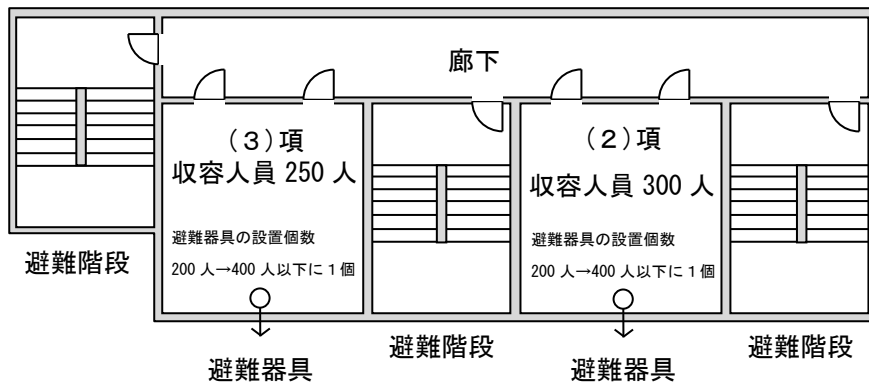 廊下
（３）項
収容人員 250 人
避難器具の設置個数
200 人→400 人以下に１個
（２）項
収容人員 300 人
避難器具の設置個数
200 人→400 人以下に１個
避難階段
避難器具
避難階段
避難器具
避難階段